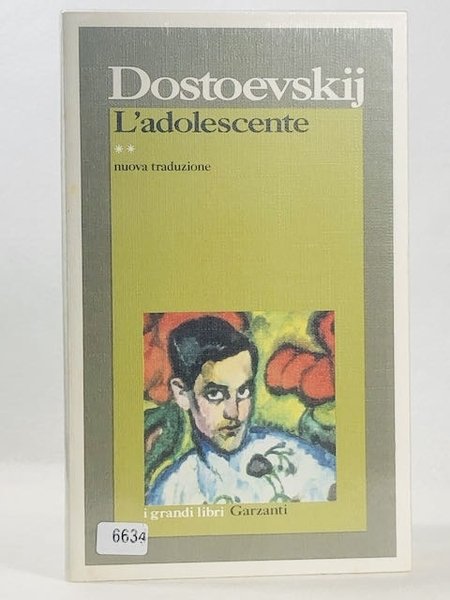 Dostoevskij
L'adolescente
**
nuova traduzione
i grandi libri Garzanti
6634